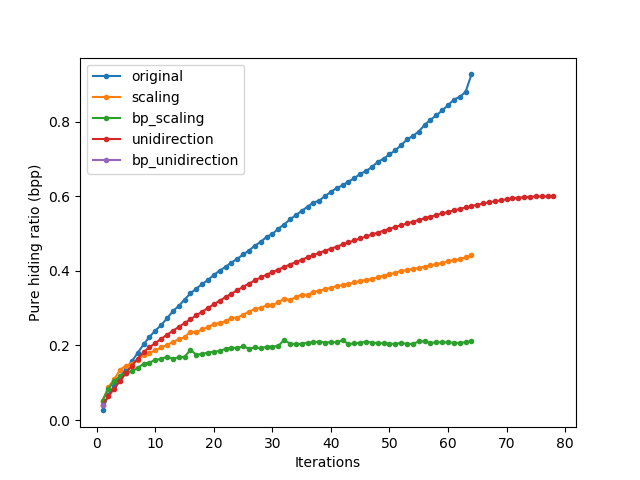 original
scaling
bp_scaling
unidirection
bp_unidirection
Pure hiding ratio (bpp)
0.8
0.6
0.4
0.2
0.0
0 10 20 30 40 50 60 70 80
Iterations